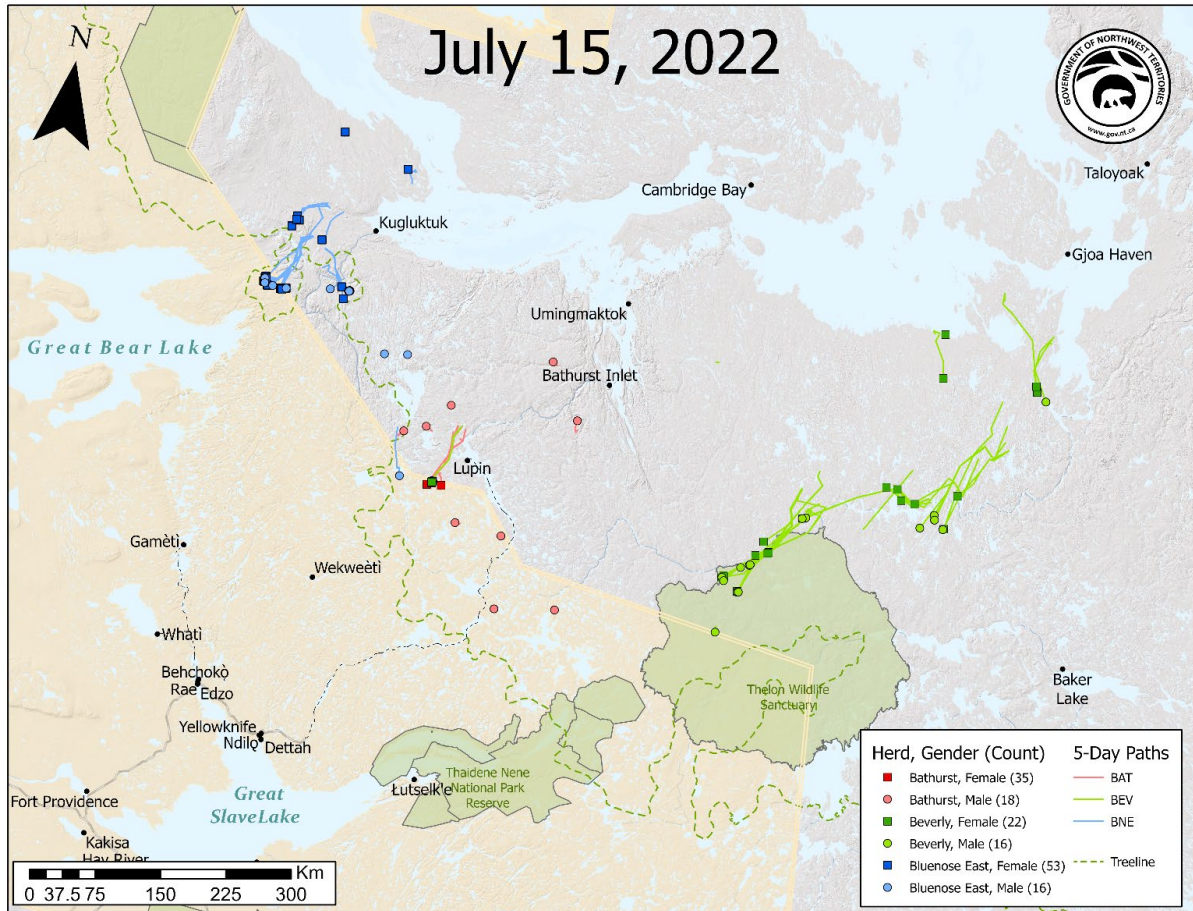 July 15, 2022
N
GOVERNMENT OF NORTHWEST TERRITORIES
www.gov.nt.ca
Taloyoak
Cambridge Bay
Kugluktuk
Gjoa Haven
Umingmaktok
Great Bear Lake
Bathurst Inlet
Lupin
Gamètì
Wekweètì
Whatì
Behchokò
Rae
Edzo
Thelon Wildlife
Sanctuary
Baker
Lake
Yellowknife
Ndilǫ
Dettah
Thaidene Nene
National Park
Reserve
Łutselk'e
Fort Providence
Great
Slave Lake
Kakisa
Hay River
Km
0 37.5 75 150 225 300
Herd, Gender (Count)
Bathurst, Female (35)
Bathurst, Male (18)
Beverly, Female (22)
Beverly, Male (16)
Bluenose East, Female (53)
Bluenose East, Male (16)
5-Day Paths
BAT
BEV
BNE
Treeline